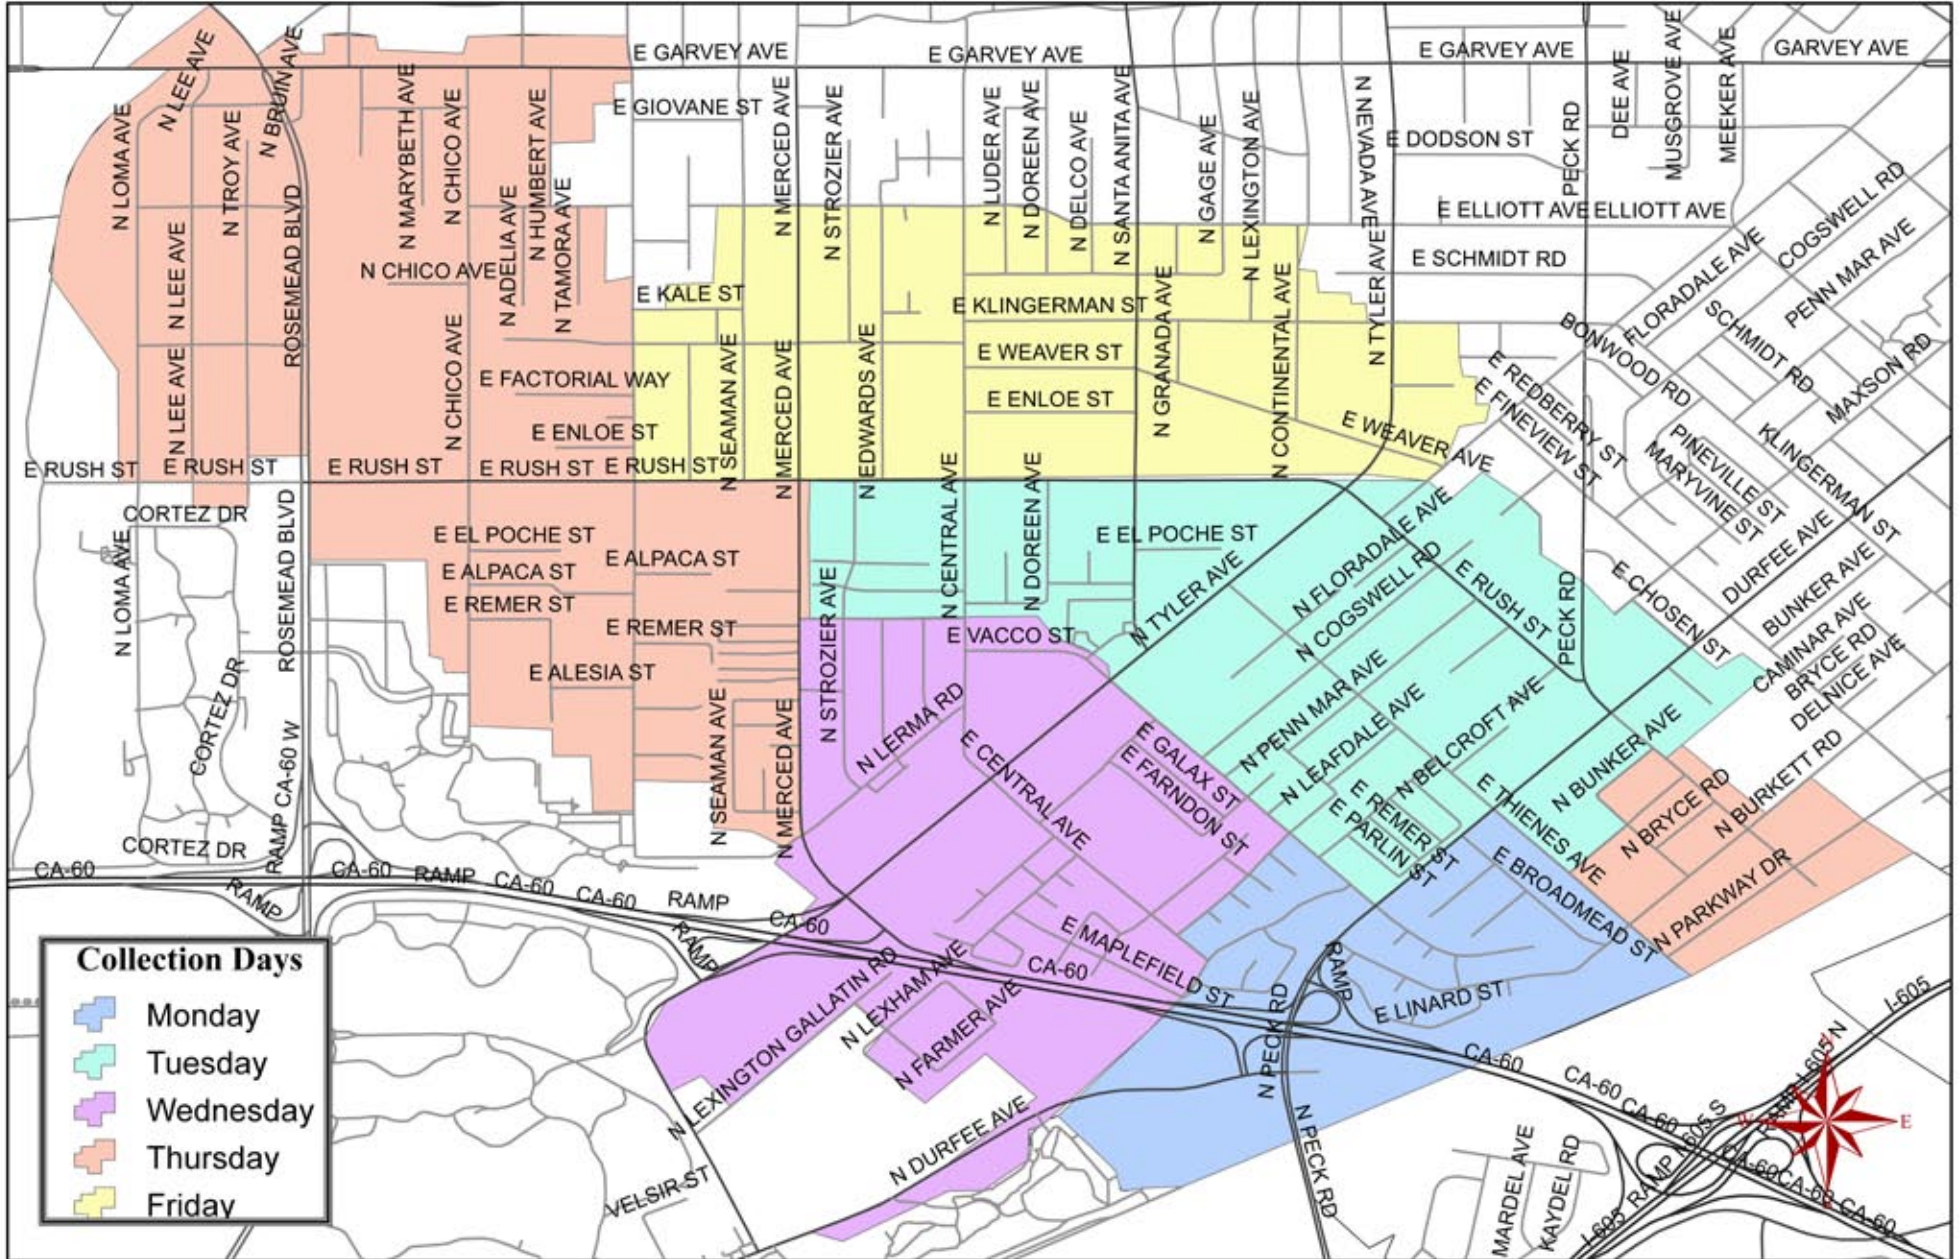 E GARVEY AVE
E GARVEY AVE
E GARVEY AVE
GARVEY AVE
N LEE AVE
N BRUIN AVE
N LOMA AVE
N TROY AVE
ROSEMEAD BLVD
N MARYBETH AVE
N CHICO AVE
N HUMBERT AVE
N ADELIA AVE
N TAMORA AVE
E GIOVANE ST
N MERCED AVE
N STROZIER AVE
N LUDER AVE
N DOREEN AVE
N DELCO AVE
N SANTA ANITA AVE
N GAGE AVE
N LEXINGTON AVE
N NEVADA AVE
E DODSON ST
PECK RD
DEE AVE
MUSGROVE AVE
MEEKER AVE
E ELLIOTT AVE
ELLIOTT AVE
E SCHMIDT RD
COGSWELL RD
FLORADALE AVE
PENN MAR AVE
SCHMIDT RD
BONWOOD RD
MAXSON RD
N LEE AVE
N CHICO AVE
E KALE ST
E KLINGERMAN ST
N GRANADA AVE
N CONTINENTAL AVE
N TYLER AVE
N LEE AVE
N CHICO AVE
E FACTORIAL WAY
N SEAMAN AVE
N MERCED AVE
N EDWARDS AVE
E WEAVER ST
E ENLOE ST
E ENLOE ST
E WEAVER AVE
E REDBERRY ST
E FINEVIEW ST
PINEVILLE ST
MARYVINE ST
KLINGERMAN ST
E RUSH ST
E RUSH ST
E RUSH ST
E RUSH ST
E RUSH ST
CORTEZ DR
ROSEMEAD BLVD
N LOMA AVE
E EL POCHE ST
E ALPACA ST
E ALPACA ST
E REMER ST
E REMER ST
E ALESIA ST
N STROZIER AVE
N CENTRAL AVE
N DOREEN AVE
E EL POCHE ST
E VACCO ST
N TYLER AVE
N FLORADALE AVE
N COGSWELL RD
E RUSH ST
PECK RD
E CHOSEN ST
DURFEE AVE
BUNKER AVE
CAMINAR AVE
BRYCE RD
DELNICE AVE
CORTEZ DR
N SEAMAN AVE
N MERCED AVE
N LERMA RD
E CENTRAL AVE
E GALAX ST
E FARNDON ST
N PENN MAR AVE
N LEAFDALE AVE
N BELCROFT AVE
E REMER ST
E PARLIN ST
E THIENES AVE
N BUNKER AVE
N BRYCE RD
N BURKETT RD
N PARKWAY DR
E BROADMEAD ST
RAMP CA-60 W
CORTEZ DR
CA-60
RAMP
CA-60
RAMP
CA-60
CA-60
RAMP
CA-60
RAMP
CA-60
E MAPLEFIELD ST
RAMP
E LINARD ST
N PECK RD
N LEXINGTON GALLATIN RD
N LEXHAM AVE
N FARMER AVE
N DURFEE AVE
VELSIR ST
N PECK RD
CA-60
CA-60
CA-60
CA-60
CA-60
CA-60
MARDEL AVE
KAYDEL RD
I-605
RAMP I-605 S
RAMP I-605 N
I-605
N
W
E
S
Collection Days
Monday
Tuesday
Wednesday
Thursday
Friday